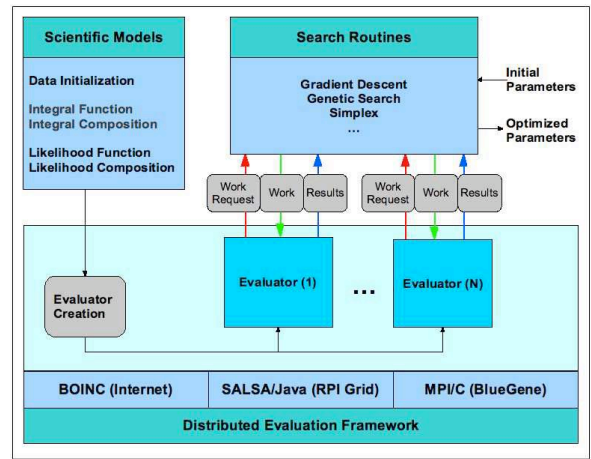 Scientific Models
Data Initialization
Integral Function
Integral Composition
Likelihood Function
Likelihood Composition
Search Routines
Gradient Descent
Genetic Search
Simplex
...
Initial
Parameters
Optimized
Parameters
Work
Request
Work
Results
Work
Request
Work
Results
Evaluator
Creation
Evaluator (1)
...
Evaluator (N)
BOINC (Internet)
SALSA/Java (RPI Grid)
MPI/C (BlueGene)
Distributed Evaluation Framework